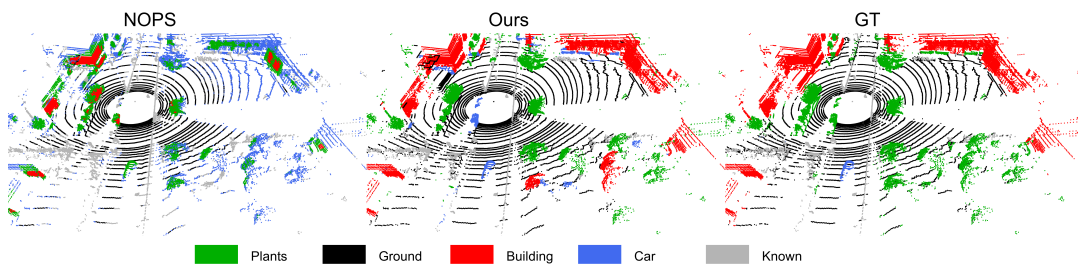 NOPS
Ours
GT
Plants
Ground
Building
Car
Known